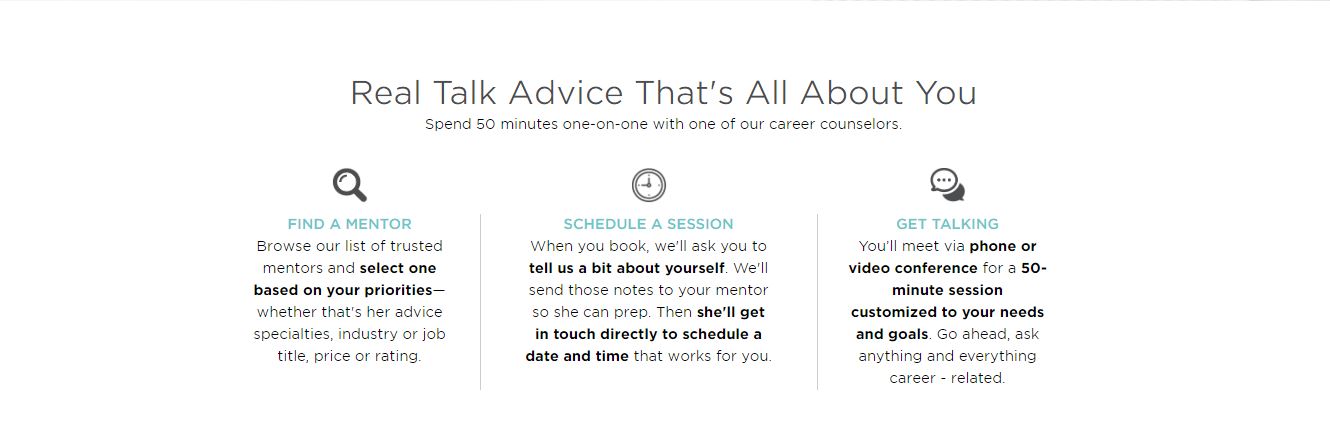 Real Talk Advice That's All About You
Spend 50 minutes one-on-one with one of our career counselors.
FIND A MENTOR
Browse our list of trusted
mentors and select one
based on your priorities—
whether that's her advice
specialties, industry or job
title, price or rating.
SCHEDULE A SESSION
When you book, we'll ask you to
tell us a bit about yourself. We'll
send those notes to your mentor
so she can prep. Then she'll get
in touch directly to schedule a
date and time that works for you.
GET TALKING
You'll meet via phone or
video conference for a 50-
minute session
customized to your needs
and goals. Go ahead, ask
anything and everything
career - related.